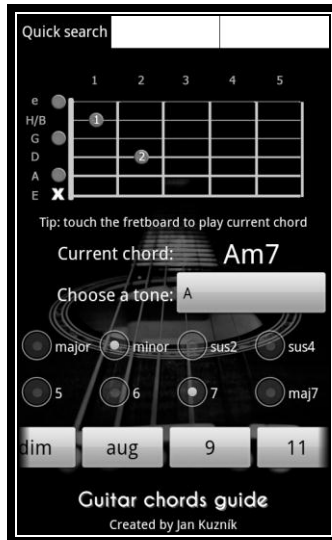 Quick search
1 2 3 4 5
e
H/B 1
G
D 2
A
E X
Tip: touch the fretboard to play current chord
Current chord: Am7
Choose a tone: A
major minor sus2 sus4
5 6 7 maj7
dim aug 9 11
Guitar chords guide
Created by Jan Kuzník